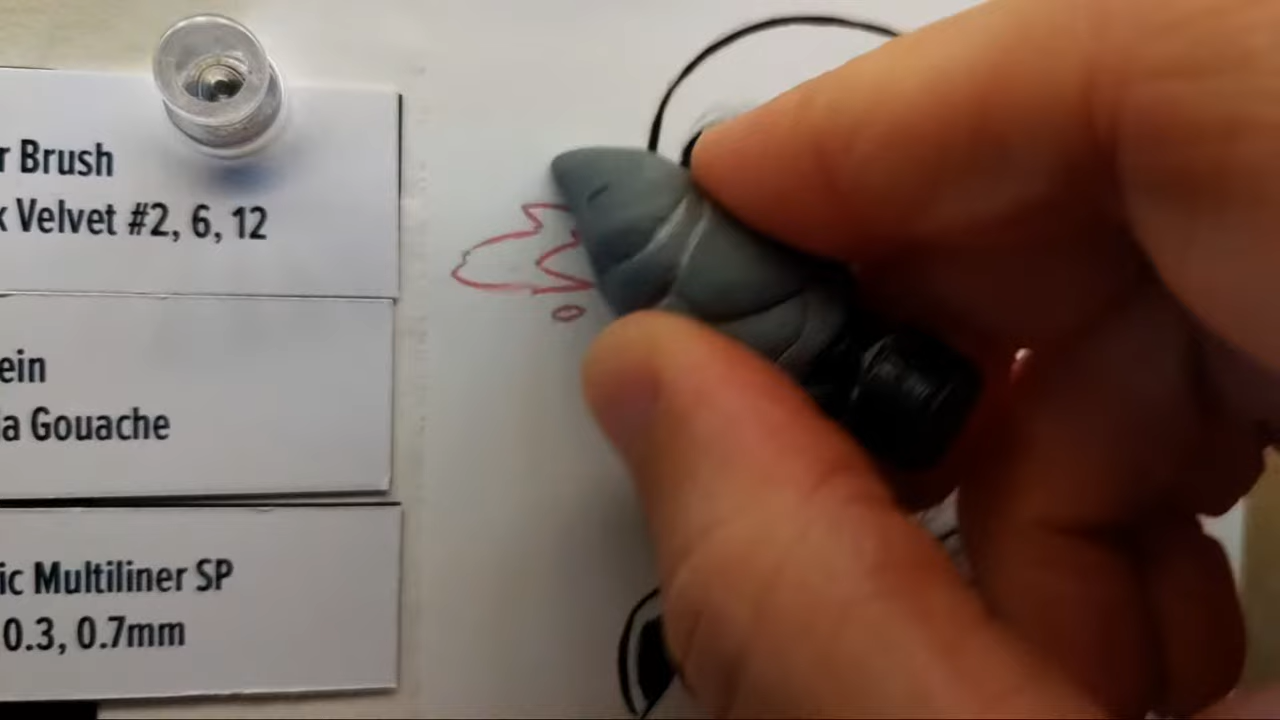 r Brush
k Velvet #2, 6, 12
ein
la Gouache
ic Multiliner SP
0.3, 0.7mm